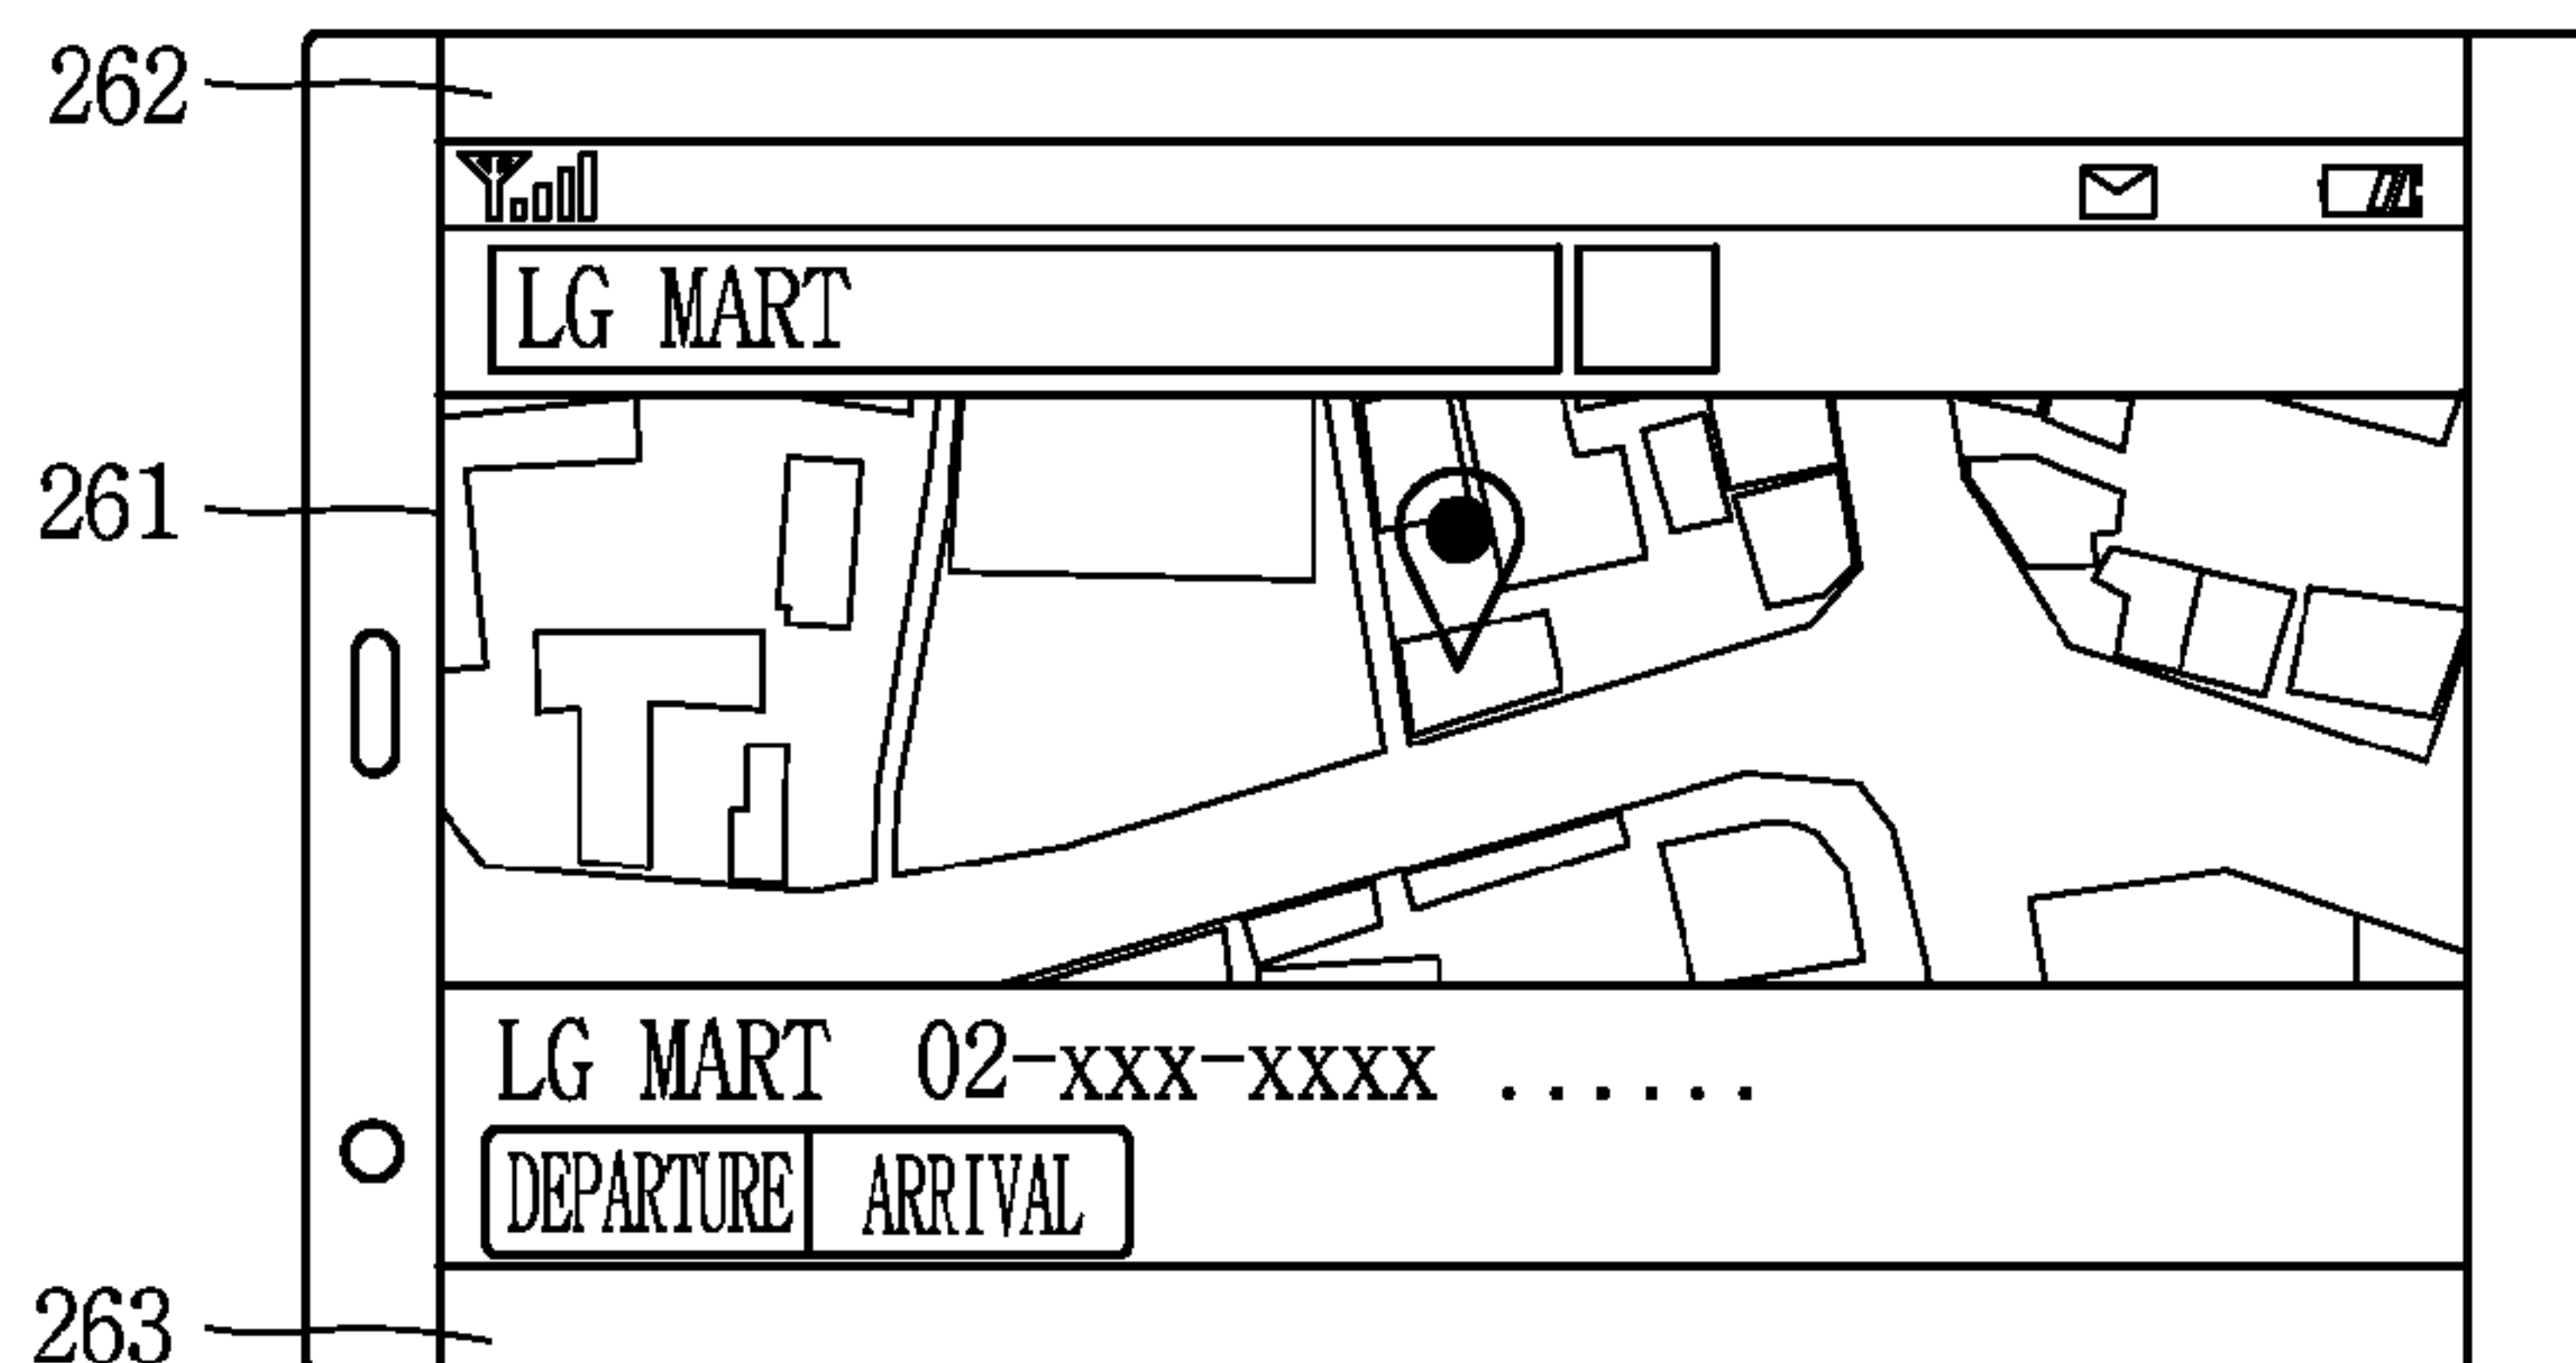 262
LG MART
261
LG MART 02-xxx-xxxx ......
DEPARTURE ARRIVAL
263